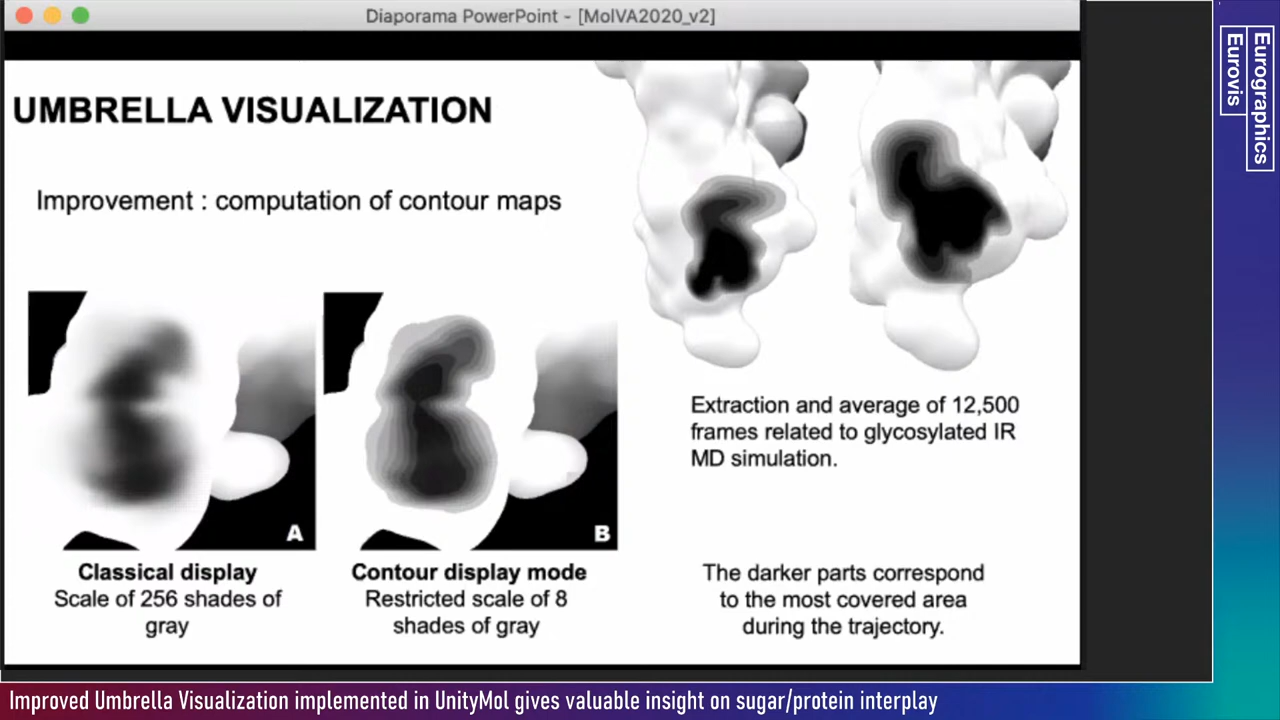 Diaporama PowerPoint - [MolVA2020_v2]
UMBRELLA VISUALIZATION
Improvement : computation of contour maps
A
B
Classical display
Scale of 256 shades of
gray
Contour display mode
Restricted scale of 8
shades of gray
Extraction and average of 12,500
frames related to glycosylated IR
MD simulation.
The darker parts correspond
to the most covered area
during the trajectory.
Eurographics
Eurovis
Improved Umbrella Visualization implemented in UnityMol gives valuable insight on sugar/protein interplay